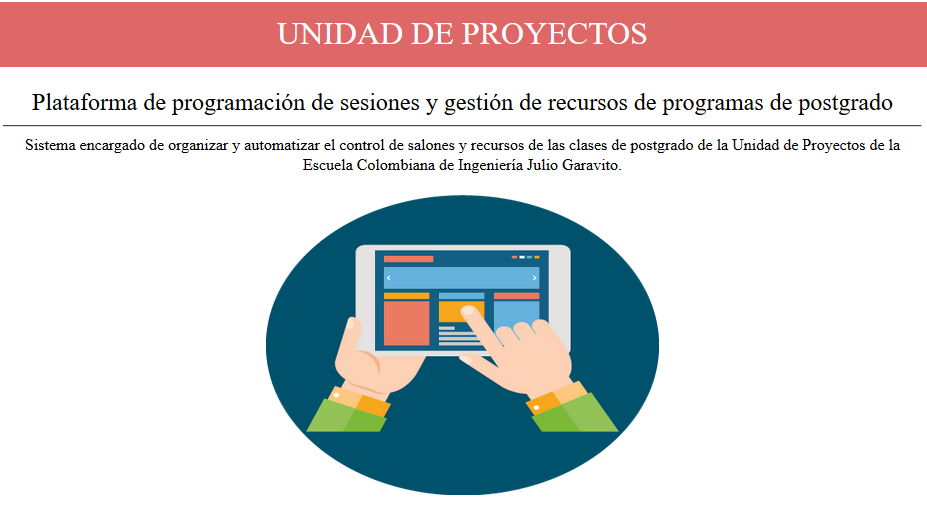 UNIDAD DE PROYECTOS
Plataforma de programación de sesiones y gestión de recursos de programas de postgrado
Sistema encargado de organizar y automatizar el control de salones y recursos de las clases de postgrado de la Unidad de Proyectos de la
Escuela Colombiana de Ingeniería Julio Garavito.